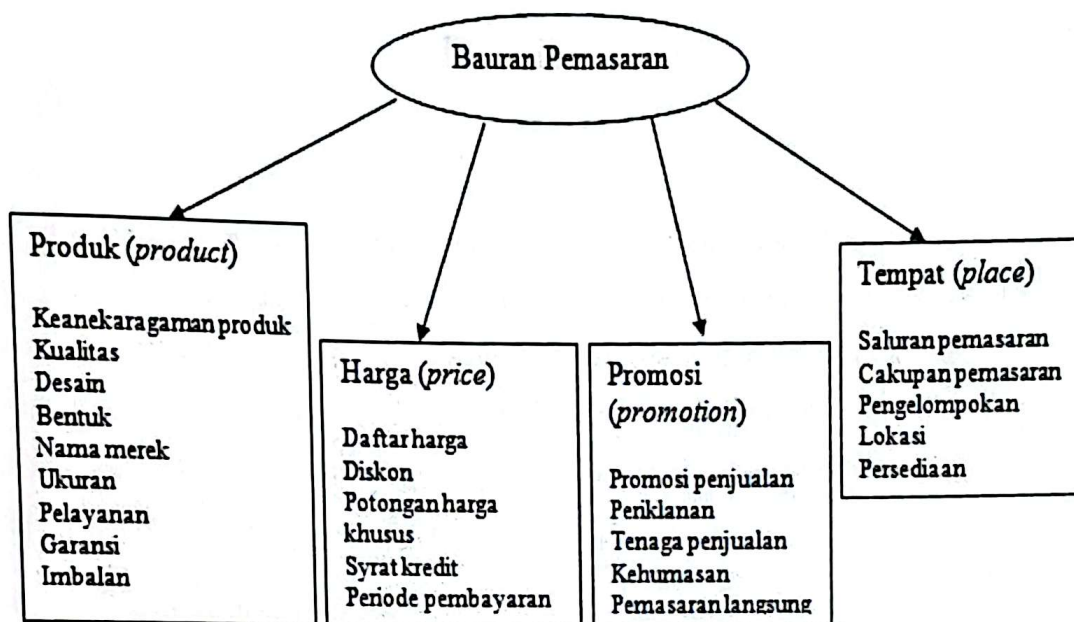 Bauran Pemasaran
Produk (product)
Keanekaragaman produk
Kualitas
Desain
Bentuk
Nama merek
Ukuran
Pelayanan
Garansi
Imbalan
Harga (price)
Daftar harga
Diskon
Potongan harga
khusus
Syrat kredit
Periode pembayaran
Promosi
(promotion)
Promosi penjualan
Periklanan
Tenaga penjualan
Kehumasan
Pemasaran langsung
Tempat (place)
Saluran pemasaran
Cakupan pemasaran
Pengelompokan
Lokasi
Persediaan